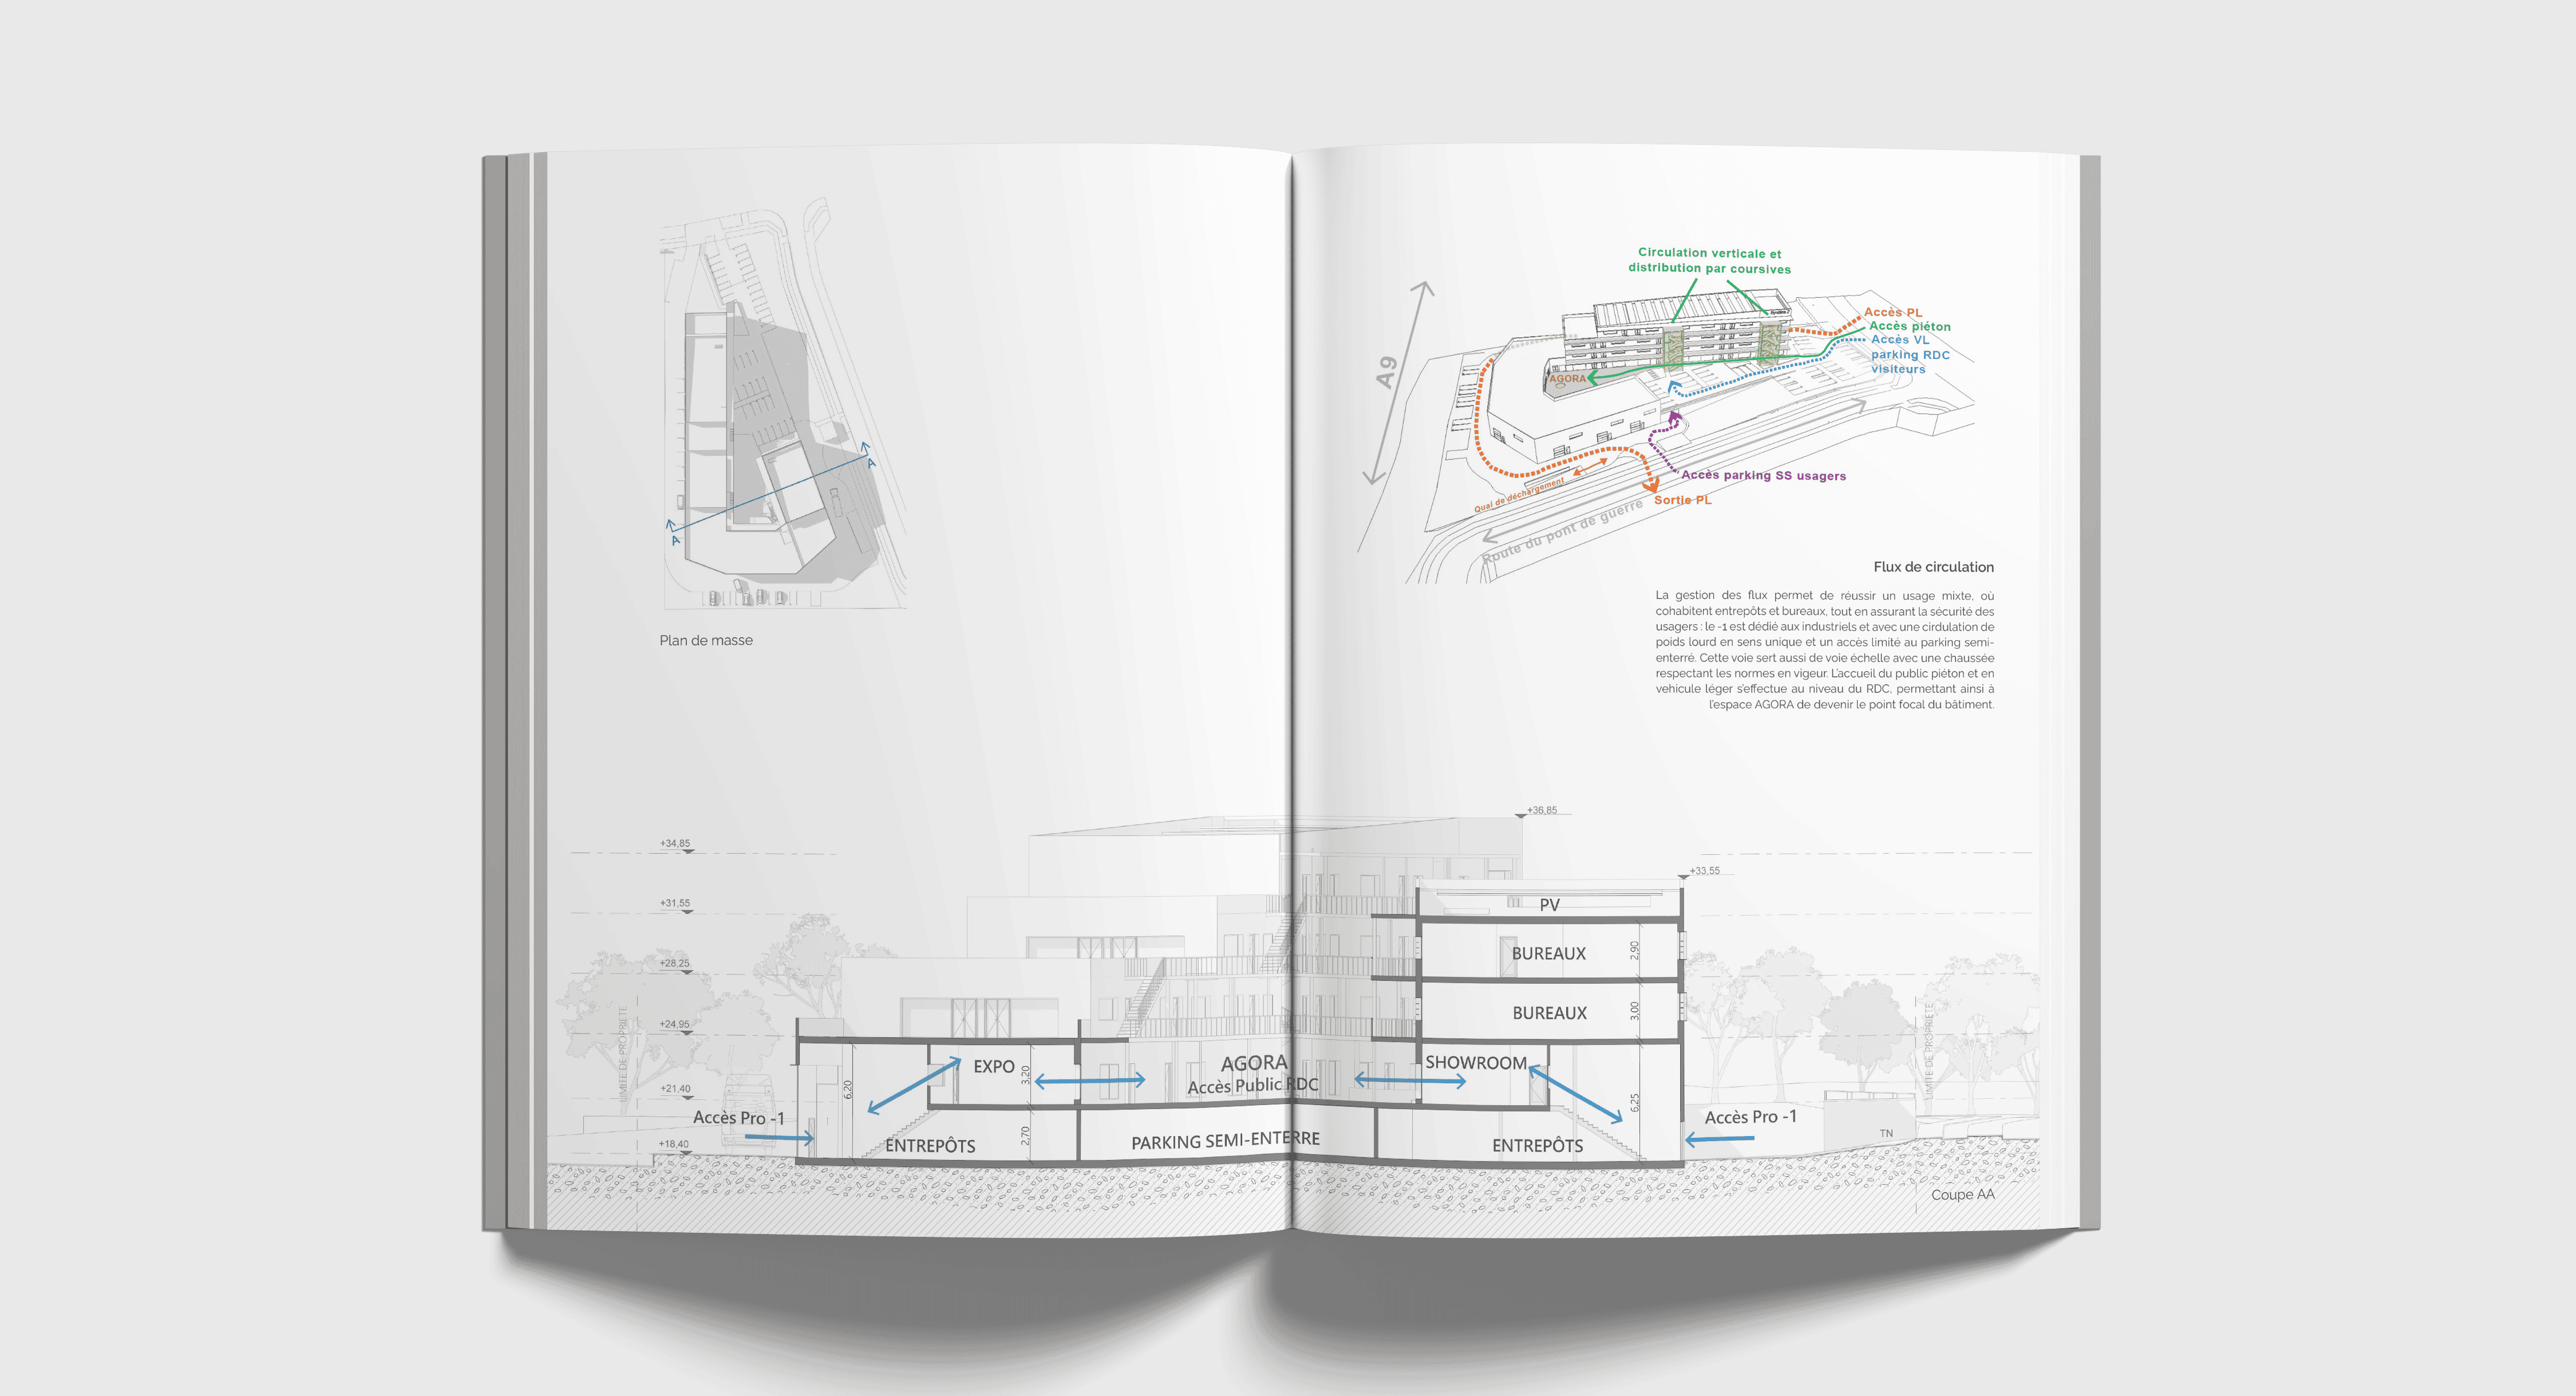 A
A
Plan de masse
Circulation verticale et
distribution par coursives
A9
Accès PL
Accès piéton
Accès VL
parking RDC
visiteurs
AGORA
Accès parking SS usagers
Quai de déchargement
Sortie PL
Route du pont de guerre
Flux de circulation
La gestion des flux permet de réussir un usage mixte, où
cohabitent entrepôts et bureaux, tout en assurant la sécurité des
usagers : le -1 est dédié aux industriels et avec une cirdulation de
poids lourd en sens unique et un accès limité au parking semi-
enterré. Cette voie sert aussi de voie échelle avec une chaussée
respectant les normes en vigeur. L'accueil du public piéton et en
vehicule léger s'effectue au niveau du RDC, permettant ainsi à
l'espace AGORA de devenir le point focal du bâtiment.
+36,85
+34,85
+33,55
+31,55
PV
+28,25
BUREAUX
2,90
+24,95
BUREAUX
3,00
LIMITE DE PROPRIETE
LIMITE DE PROPRIETE
EXPO
3,20
AGORA
Accès Public RDC
SHOWROOM
6,20
6,25
+21,40
Accès Pro -1
Accès Pro -1
+18,40
ENTREPÔTS
2,70
PARKING SEMI-ENTERRE
ENTREPÔTS
TN
Coupe AA